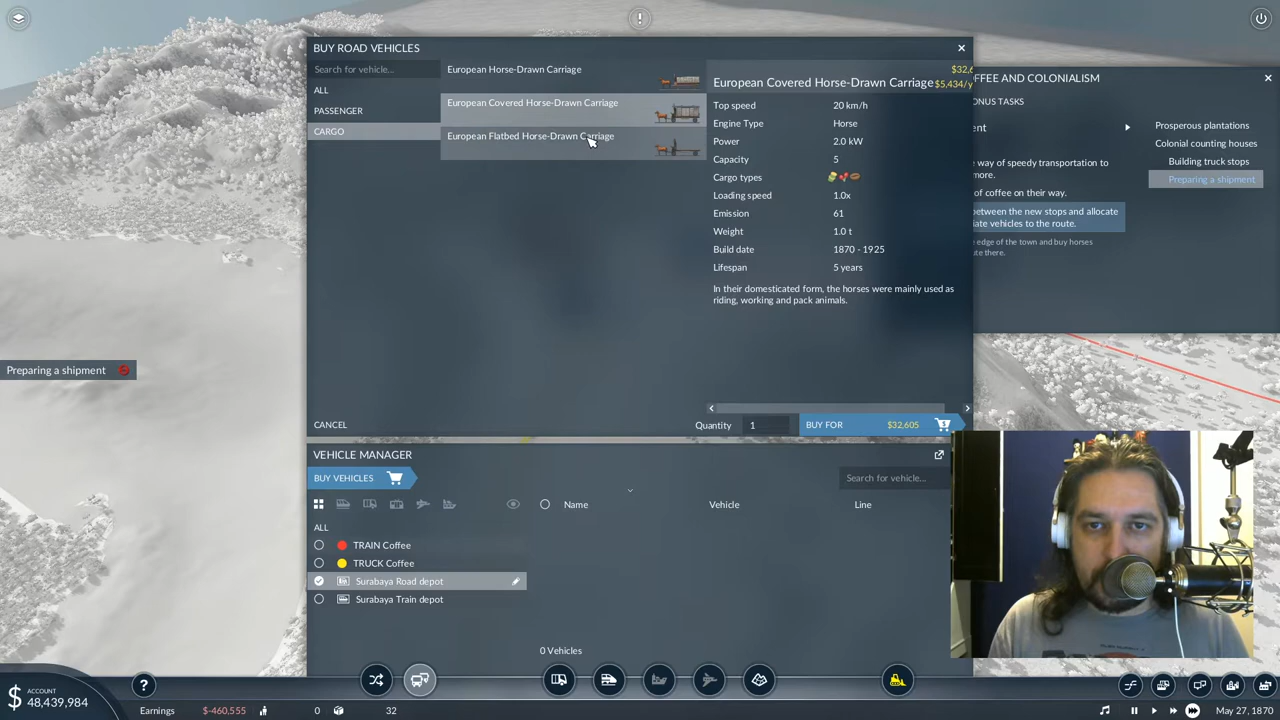 BUY ROAD VEHICLES
Search for vehicle...
ALL
PASSENGER
CARGO
European Horse-Drawn Carriage
European Covered Horse-Drawn Carriage
European Flatbed Horse-Drawn Carriage
$32,6
European Covered Horse-Drawn Carriage $5,434/y
Top speed 20 km/h
Engine Type Horse
Power 2.0 kW
Capacity 5
Cargo types
Loading speed 1.0x
Emission 61
Weight 1.0 t
Build date 1870 - 1925
Lifespan 5 years
In their domesticated form, the horses were mainly used as
riding, working and pack animals.
CANCEL
Quantity 1
BUY FOR $32,605
FFEE AND COLONIALISM
ONUS TASKS
ent
way of speedy transportation to
more.
of coffee on their way.
between the new stops and allocate
iate vehicles to the route.
edge of the town and buy horses
ute there.
Prosperous plantations
Colonial counting houses
Building truck stops
Preparing a shipment
Preparing a shipment
VEHICLE MANAGER
BUY VEHICLES
Search for vehicle...
Name Vehicle Line
ALL
TRAIN Coffee
TRUCK Coffee
Surabaya Road depot
Surabaya Train depot
0 Vehicles
$ ACCOUNT
48,439,984
?
Earnings $-460,555 0 32
May 27, 1870